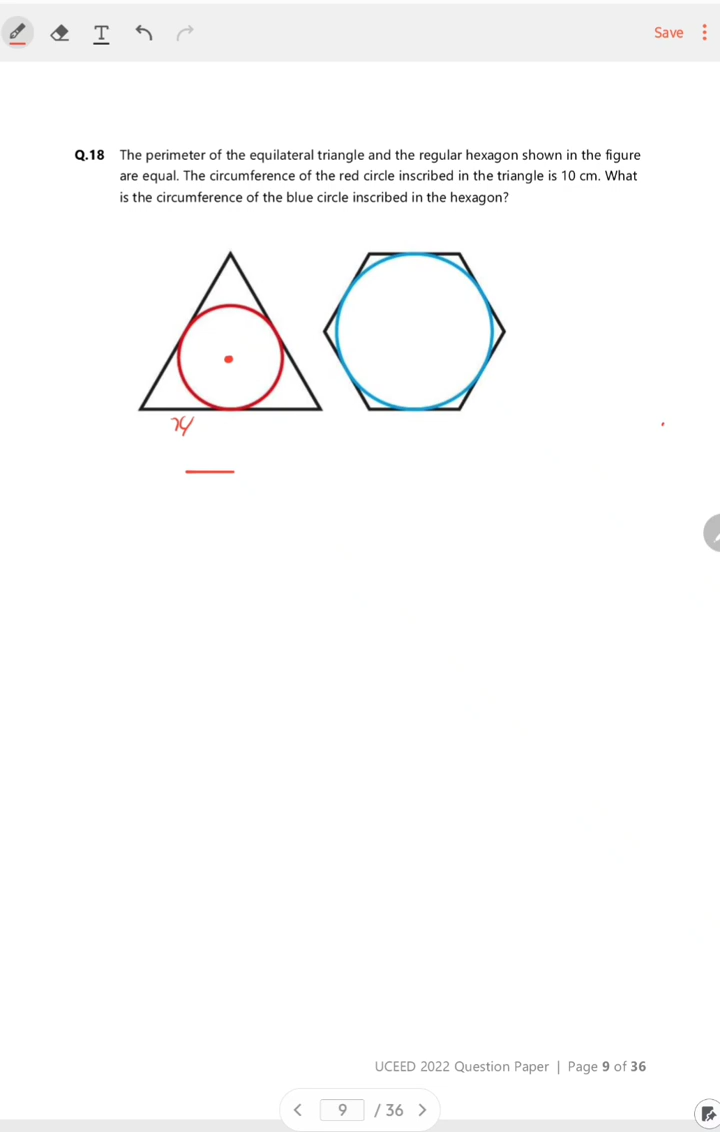 T
Save
Q.18 The perimeter of the equilateral triangle and the regular hexagon shown in the figure
are equal. The circumference of the red circle inscribed in the triangle is 10 cm. What
is the circumference of the blue circle inscribed in the hexagon?
UCEED 2022 Question Paper | Page 9 of 36
9 / 36